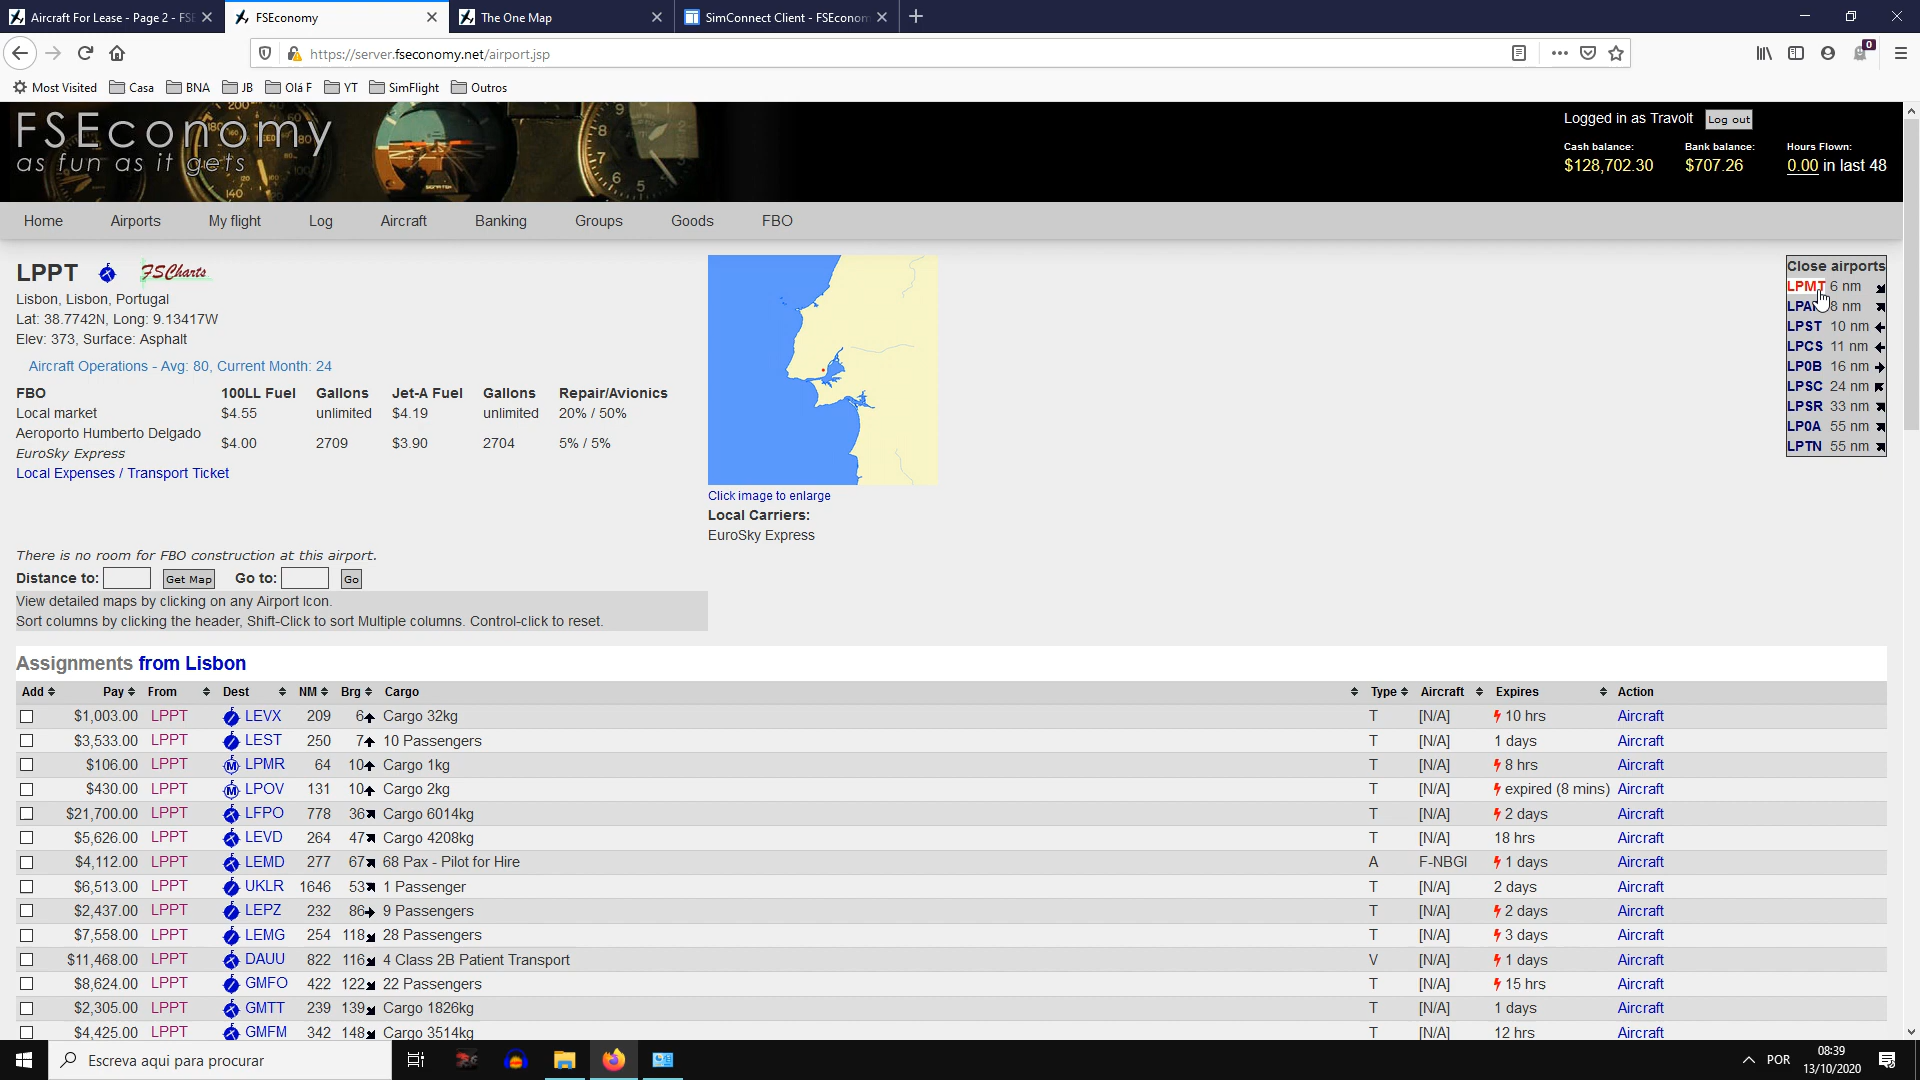 Aircraft For Lease - Page 2 - FSE
FSEconomy
The One Map
SimConnect Client - FSEconom
https://server.fseconomy.net/airport.jsp
0
Most Visited
Casa
BNA
JB
Olá F
YT
SimFlight
Outros
FSEconomy
as fun as it gets
Logged in as Travolt
Log out
Cash balance: Bank balance: Hours Flown:
$128,702.30 $707.26 0.00 in last 48
Home Airports My flight Log Aircraft Banking Groups Goods FBO
LPPT
FSCharts
Lisbon, Lisbon, Portugal
Lat: 38.7742N, Long: 9.13417W
Elev: 373, Surface: Asphalt
Aircraft Operations - Avg: 80, Current Month: 24
FBO 100LL Fuel Gallons Jet-A Fuel Gallons Repair/Avionics
Local market $4.55 unlimited $4.19 unlimited 20% / 50%
Aeroporto Humberto Delgado $4.00 2709 $3.90 2704 5% / 5%
EuroSky Express
Local Expenses / Transport Ticket
Click image to enlarge
Local Carriers:
EuroSky Express
Close airports
LPMT 6 nm
8 nm
LPST 10 nm
LPCS 11 nm
LP0B 16 nm
LPSC 24 nm
LPSR 33 nm
LP0A 55 nm
LPTN 55 nm
There is no room for FBO construction at this airport.
Distance to: Get Map Go to: Go
View detailed maps by clicking on any Airport Icon.
Sort columns by clicking the header, Shift-Click to sort Multiple columns. Control-click to reset.
Assignments from Lisbon
Add Pay From Dest NM Brg Cargo Type Aircraft Expires Action
$1,003.00 LPPT LEVX 209 6 Cargo 32kg T [N/A] 10 hrs Aircraft
$3,533.00 LPPT LEST 250 7 10 Passengers T [N/A] 1 days Aircraft
$106.00 LPPT LPMR 64 10 Cargo 1kg T [N/A] 8 hrs Aircraft
$430.00 LPPT LPOV 131 10 Cargo 2kg T [N/A] expired (8 mins) Aircraft
$21,700.00 LPPT LFPO 778 36 Cargo 6014kg T [N/A] 2 days Aircraft
$5,626.00 LPPT LEVD 264 47 Cargo 4208kg T [N/A] 18 hrs Aircraft
$4,112.00 LPPT LEMD 277 67 68 Pax - Pilot for Hire A F-NBGI 1 days Aircraft
$6,513.00 LPPT UKLR 1646 53 1 Passenger T [N/A] 2 days Aircraft
$2,437.00 LPPT LEPZ 232 86 9 Passengers T [N/A] 2 days Aircraft
$7,558.00 LPPT LEMG 254 118 28 Passengers T [N/A] 3 days Aircraft
$11,468.00 LPPT DAUU 822 116 4 Class 2B Patient Transport V [N/A] 1 days Aircraft
$8,624.00 LPPT GMFO 422 122 22 Passengers T [N/A] 15 hrs Aircraft
$2,305.00 LPPT GMTT 239 139 Cargo 1826kg T [N/A] 1 days Aircraft
$4,425.00 LPPT GMFM 342 148 Cargo 3514kg T [N/A] 12 hrs Aircraft
Escreva aqui para procurar
POR
08:39
13/10/2020